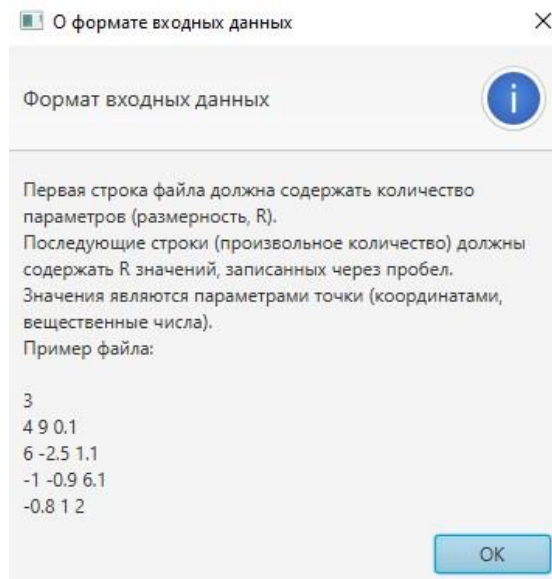 О формате входных данных
Формат входных данных
Первая строка файла должна содержать количество
параметров (размерность, R).
Последующие строки (произвольное количество) должны
содержать R значений, записанных через пробел.
Значения являются параметрами точки (координатами,
вещественные числа).
Пример файла:
3
4 9 0.1
6 -2.5 1.1
-1 -0.9 6.1
-0.8 1 2
OK